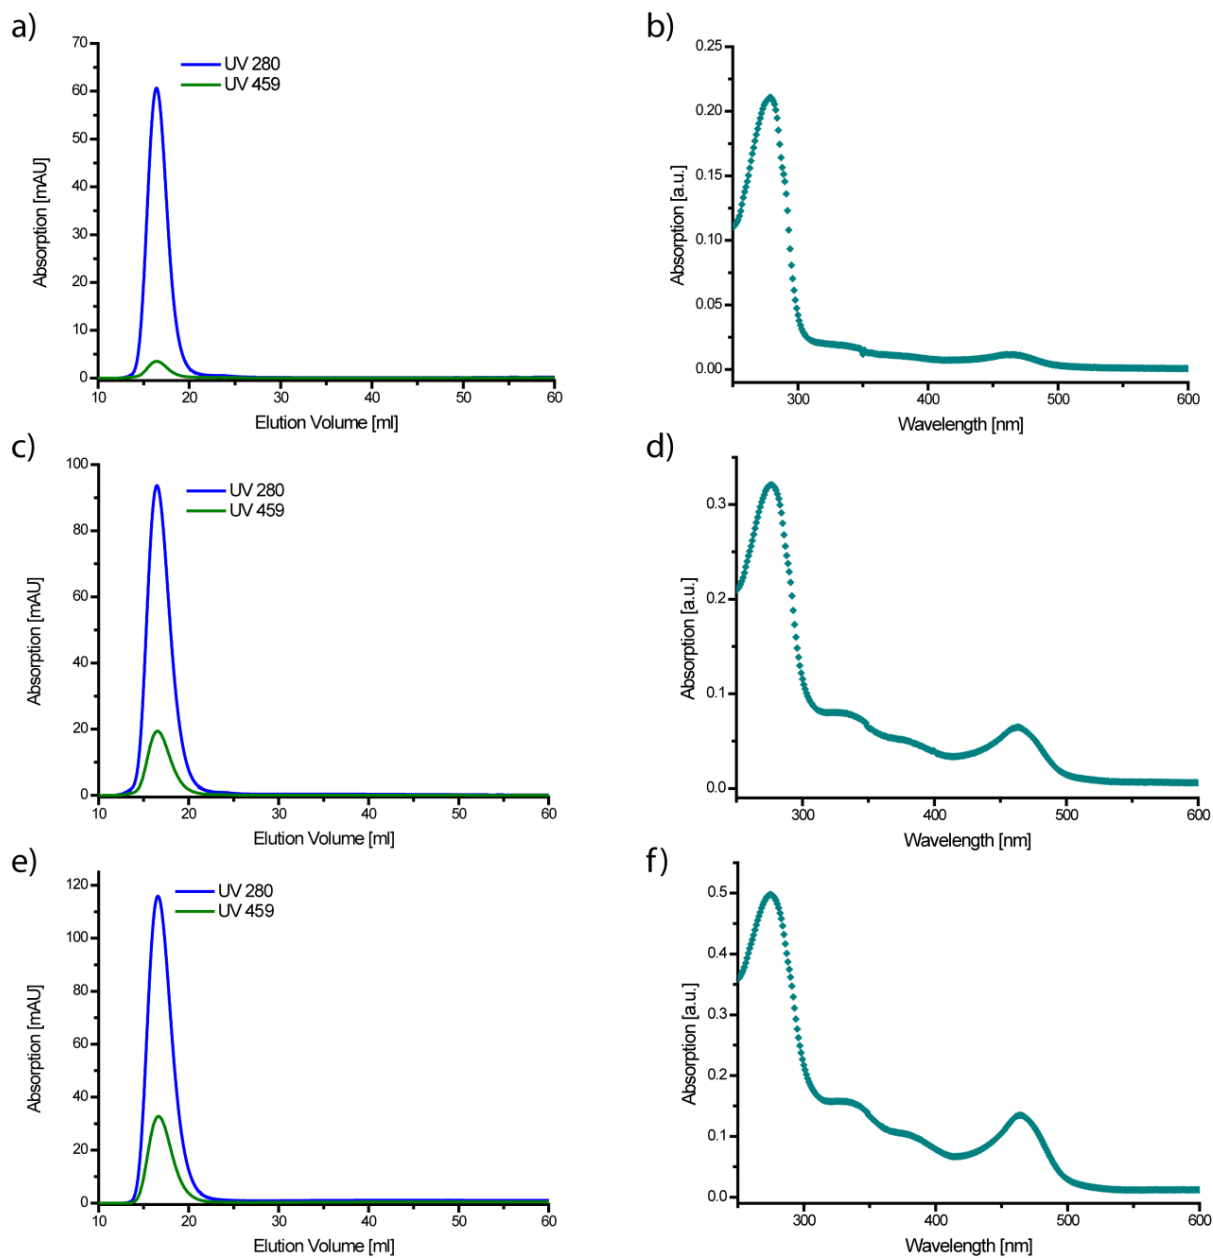 a)
70
60
50
40
30
20
10
0
Absorption [mAU]
UV 280
UV 459
10 20 30 40 50 60
Elution Volume [ml]
b)
0.25
0.20
0.15
0.10
0.05
0.00
Absorption [a.u.]
300 400 500 600
Wavelength [nm]
c)
100
80
60
40
20
0
Absorption [mAU]
UV 280
UV 459
10 20 30 40 50 60
Elution Volume [ml]
d)
0.3
0.2
0.1
0.0
Absorption [a.u.]
300 400 500 600
Wavelength [nm]
e)
120
100
80
60
40
20
0
Absorption [mAU]
UV 280
UV 459
10 20 30 40 50 60
Elution Volume [ml]
f)
0.5
0.4
0.3
0.2
0.1
0.0
Absorption [a.u.]
300 400 500 600
Wavelength [nm]